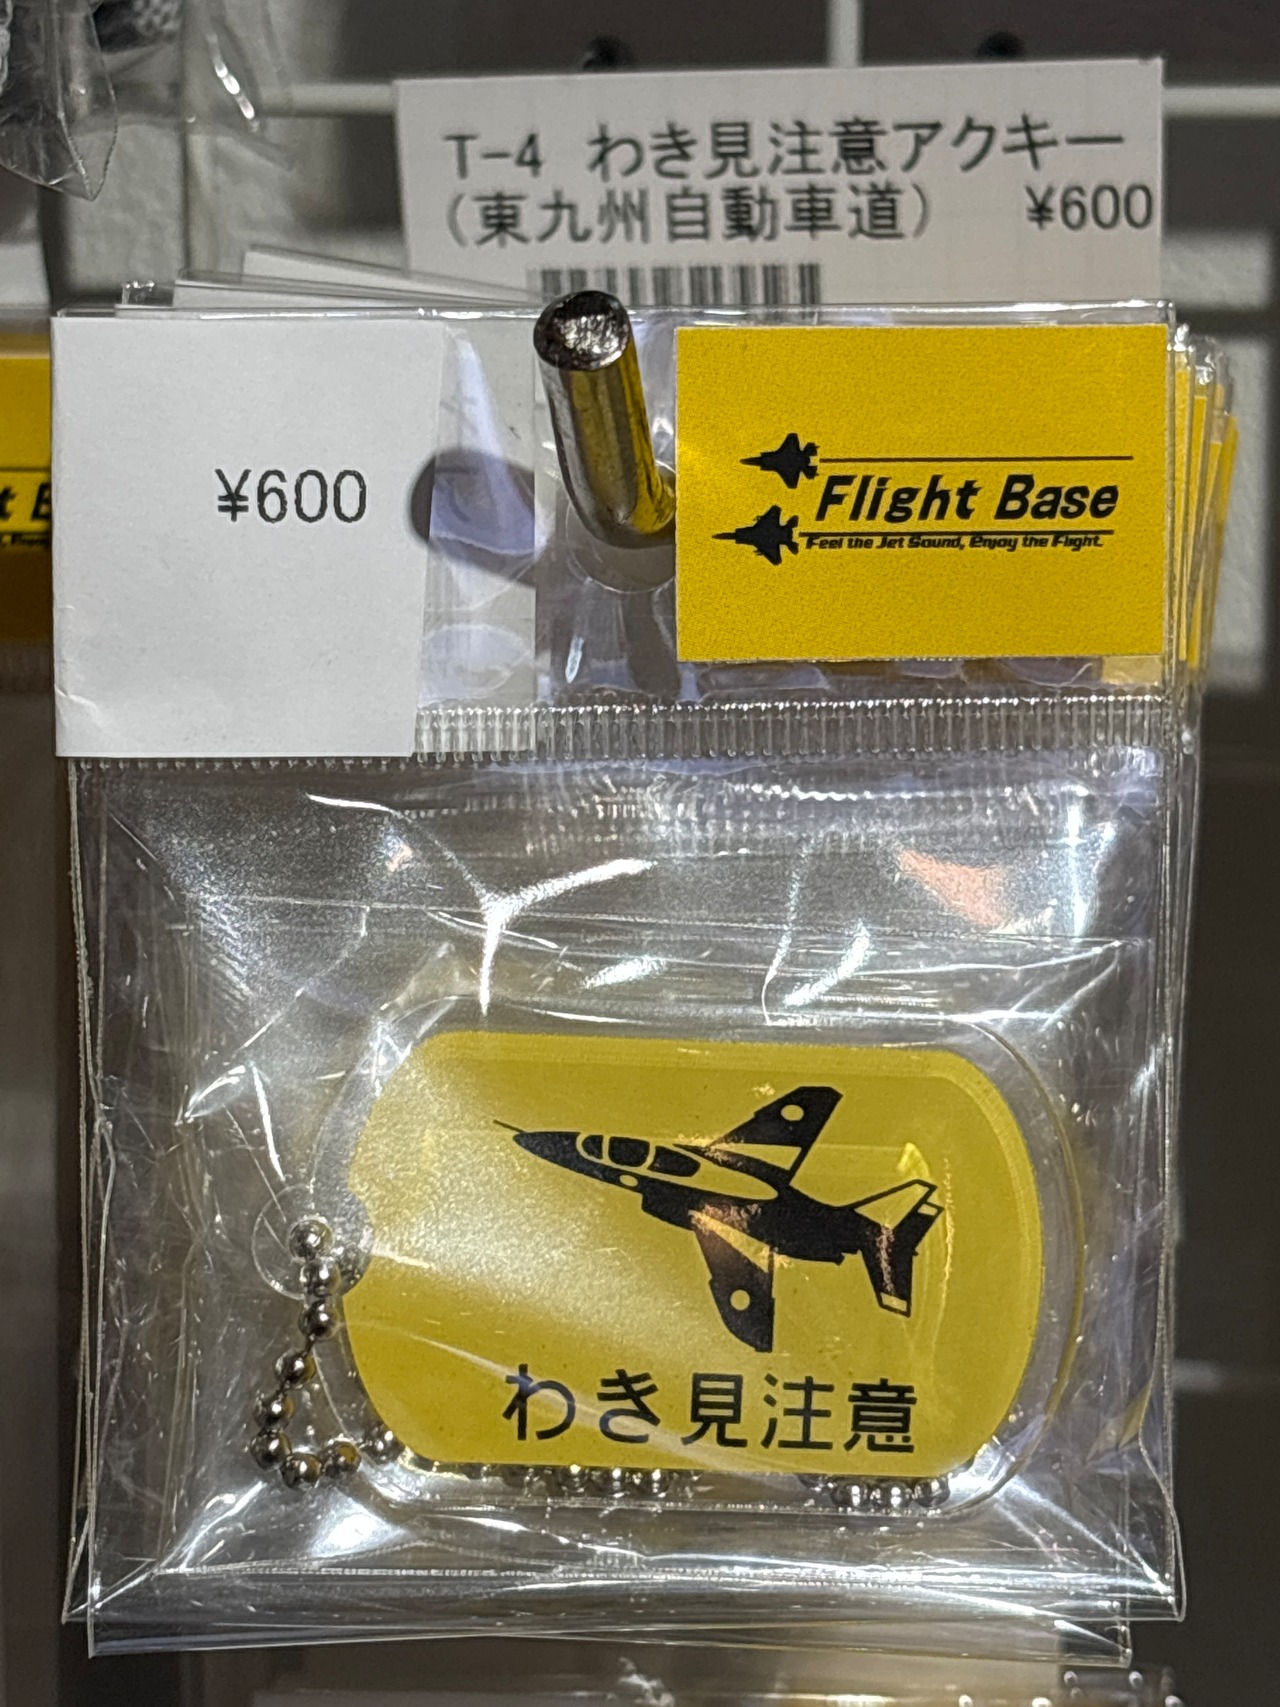 T-4 わき見注意アクキー
(東九州自動車道) ¥600
¥600
Flight Base
Feel the Jet Sound, Enjoy the Flight.
わき見注意